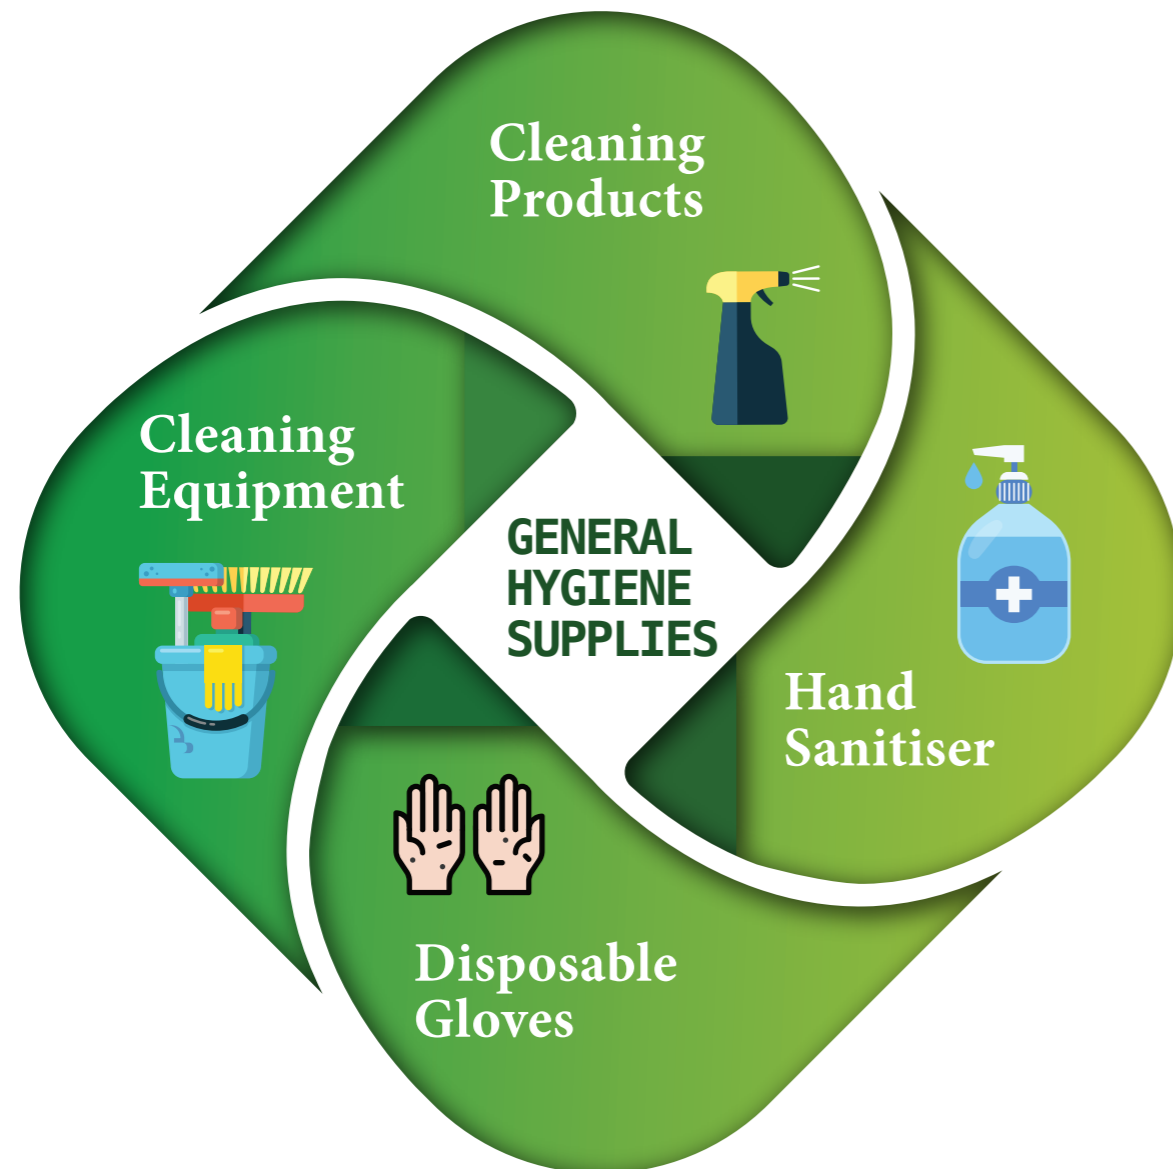 Cleaning
Products
Cleaning
Equipment
GENERAL
HYGIENE
SUPPLIES
Hand
Sanitiser
Disposable
Gloves